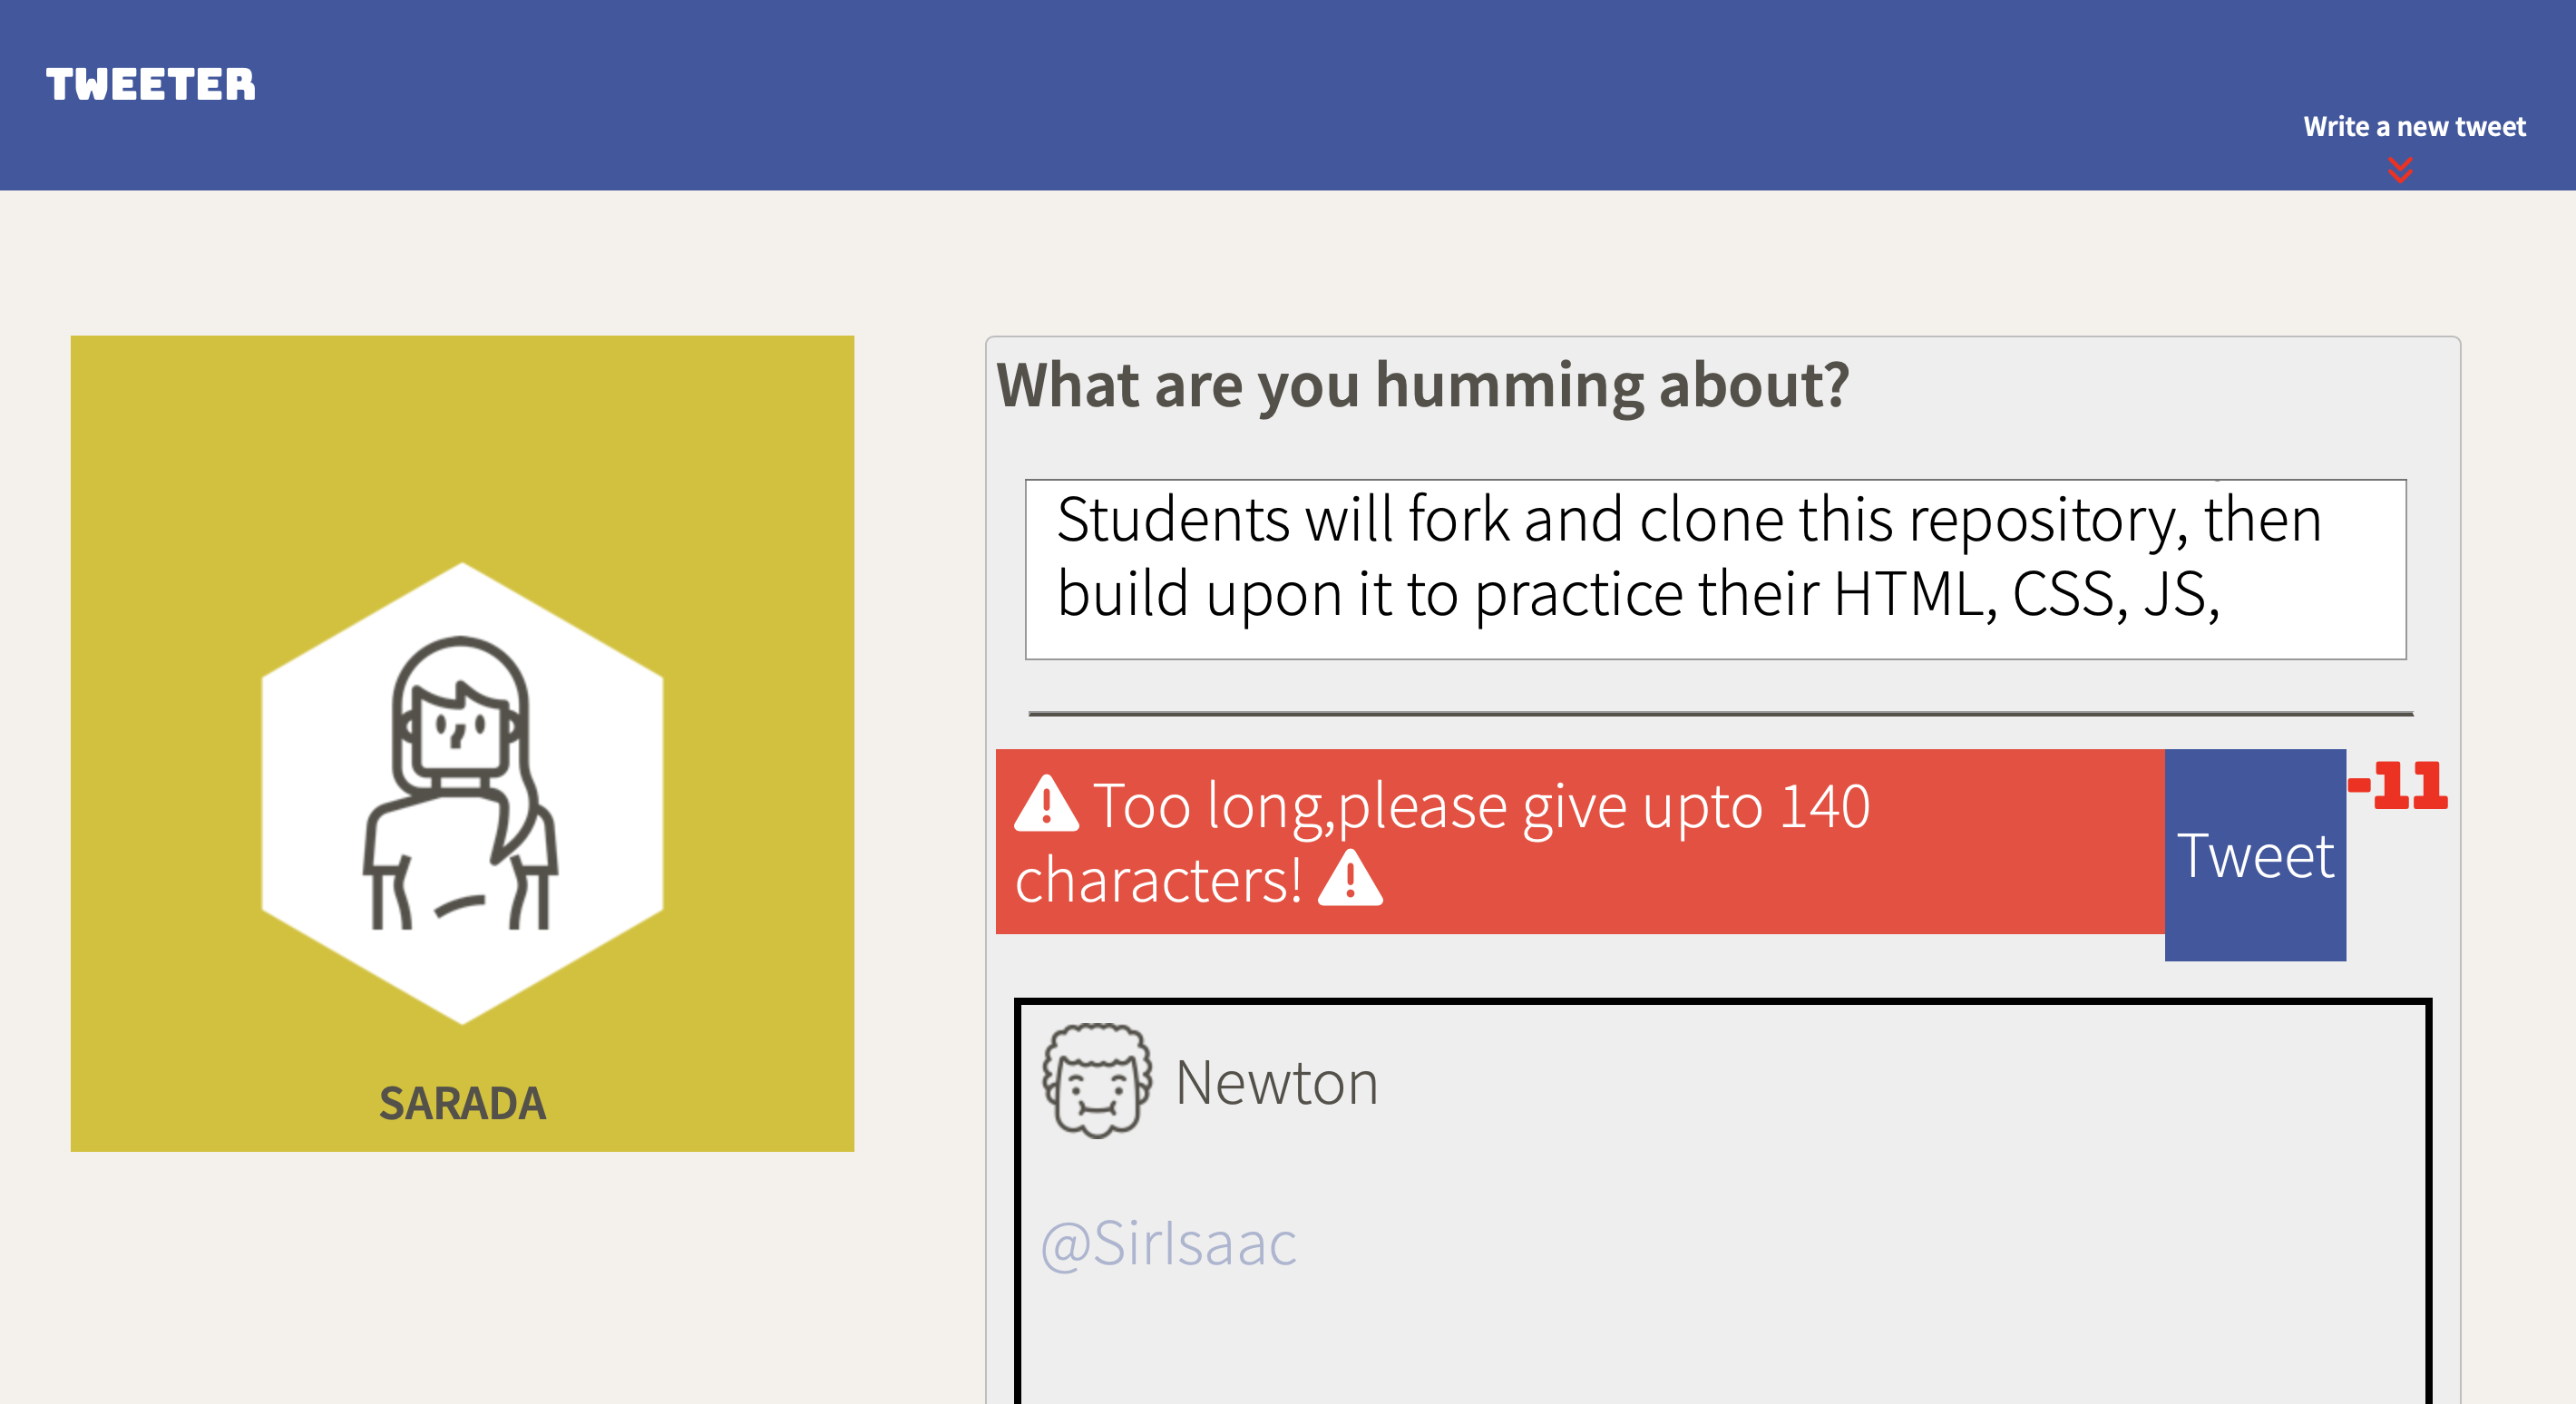 TWEETER
Write a new tweet
SARADA
What are you humming about?
Students will fork and clone this repository, then
build upon it to practice their HTML, CSS, JS,
Too long,please give upto 140
characters!
Tweet
-11
Newton
@SirIsaac